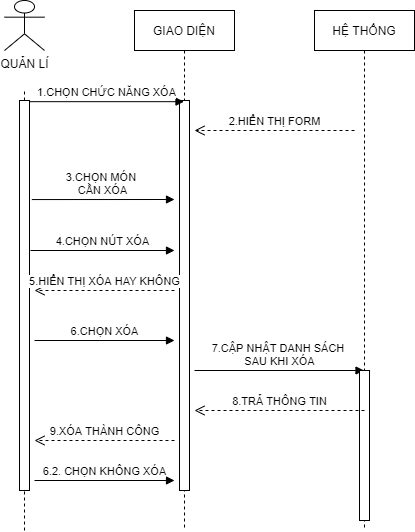 QUẢN LÍ
GIAO DIỆN
HỆ THỐNG
1.CHỌN CHỨC NĂNG XÓA
2.HIỂN THỊ FORM
3.CHỌN MÓN
CẦN XÓA
4.CHỌN NÚT XÓA
5.HIỂN THỊ XÓA HAY KHÔNG
6.CHỌN XÓA
7.CẬP NHẬT DANH SÁCH
SAU KHI XÓA
8.TRẢ THÔNG TIN
9.XÓA THÀNH CÔNG
6.2. CHỌN KHÔNG XÓA